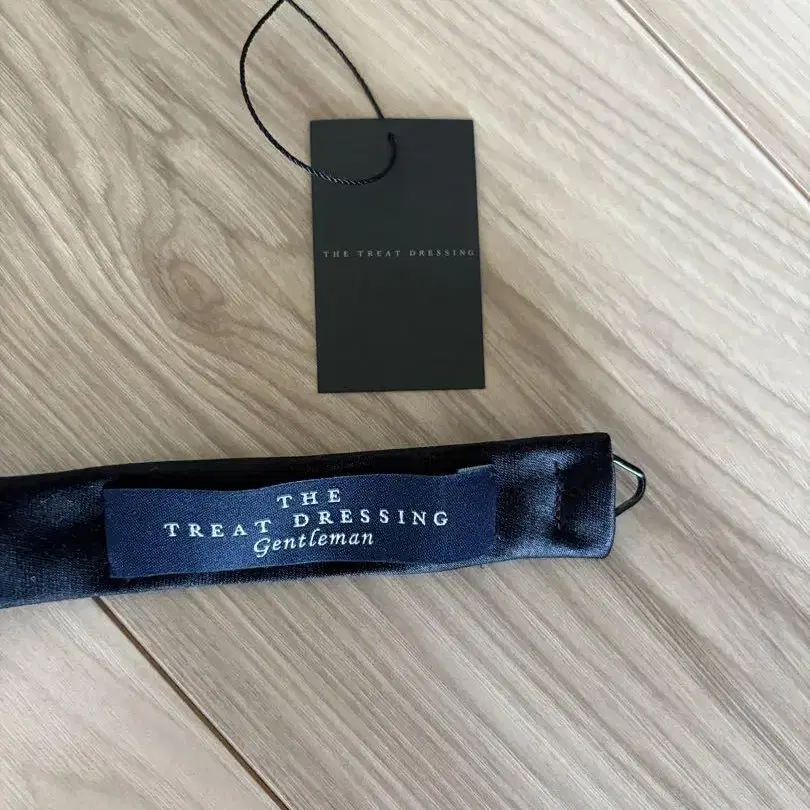 THE TREAT DRESSING
THE
TREAT DRESSING
Gentleman